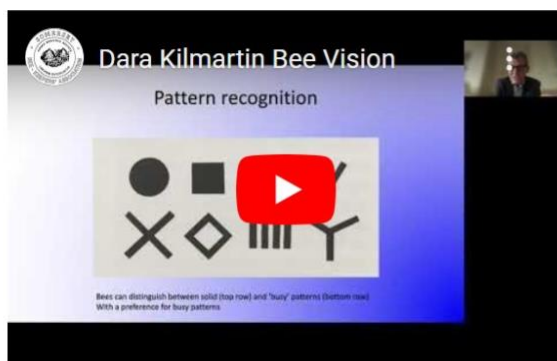 Dara Kilmartin Bee Vision
Pattern recognition
Bees can distinguish between solid (top row) and 'busy' patterns (bottom row)
With a preference for busy patterns